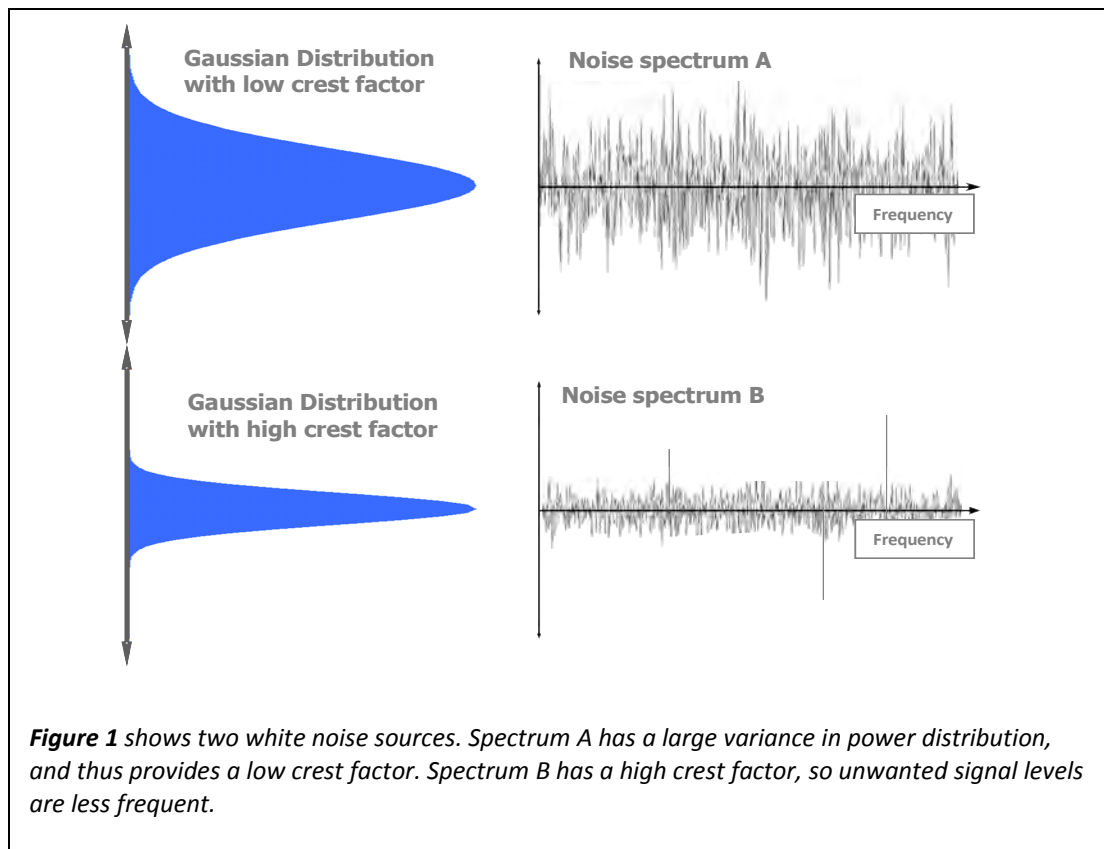 Gaussian Distribution
with low crest factor
Noise spectrum A
Frequency
Gaussian Distribution
with high crest factor
Noise spectrum B
Frequency
Figure 1 shows two white noise sources. Spectrum A has a large variance in power distribution,
and thus provides a low crest factor. Spectrum B has a high crest factor, so unwanted signal levels
are less frequent.